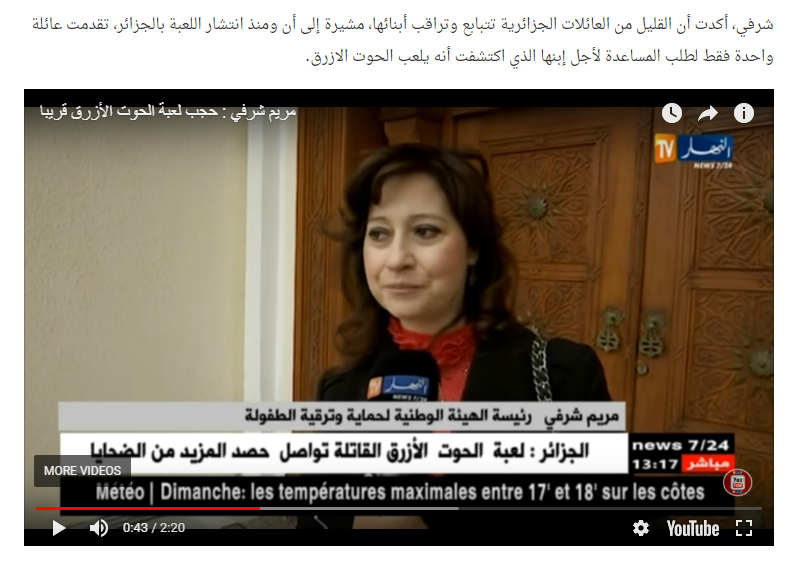 شرفي، أكدت أن القليل من العائلات الجزائرية تتبابع وتراقب أبنائها، مشيرة إلى أن ومنذ انتشار اللعبة بالجزائر، تقدمت عائلة
واحدة فقط لطلب المساعدة لأجل إبنها الذي اكتشفت أنه يلعب الحوت الازرق.
مريم شرفي : حجب لعبة الحوت الأزرق قريبا
النهار TV
NEWS 7/24
النهار
مريم شرفي رئيسة الهيئة الوطنية لحماية وترقية الطفولة
الجزائر : لعبة الحوت الأزرق القاتلة تواصل حصد المزيد من الضحايا
news 7/24
13:17 مباشر
MORE VIDEOS
Météo | Dimanche: les températures maximales entre 17' et 18' sur les côtes
You Tube
0:43 / 2:20
YouTube